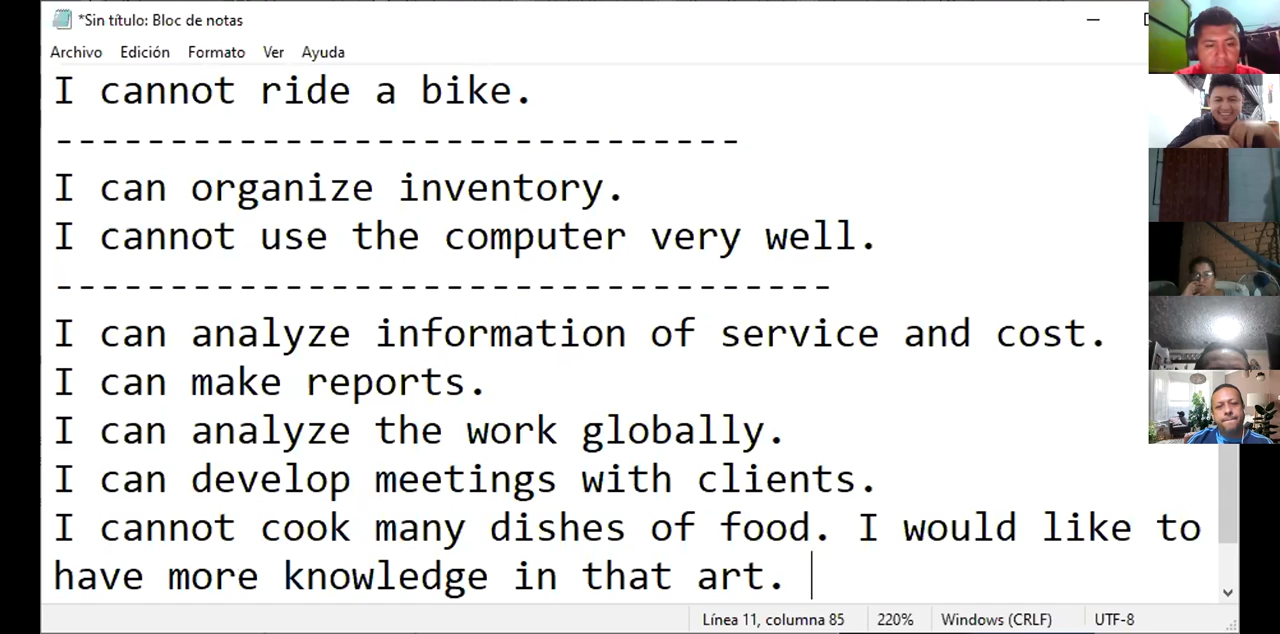 *Sin título: Bloc de notas
Archivo Edición Formato Ver Ayuda
I cannot ride a bike.
------------------------------
I can organize inventory.
I cannot use the computer very well.
----------------------------------
I can analyze information of service and cost.
I can make reports.
I can analyze the work globally.
I can develop meetings with clients.
I cannot cook many dishes of food. I would like to
have more knowledge in that art.
Línea 11, columna 85 220% Windows (CRLF) UTF-8